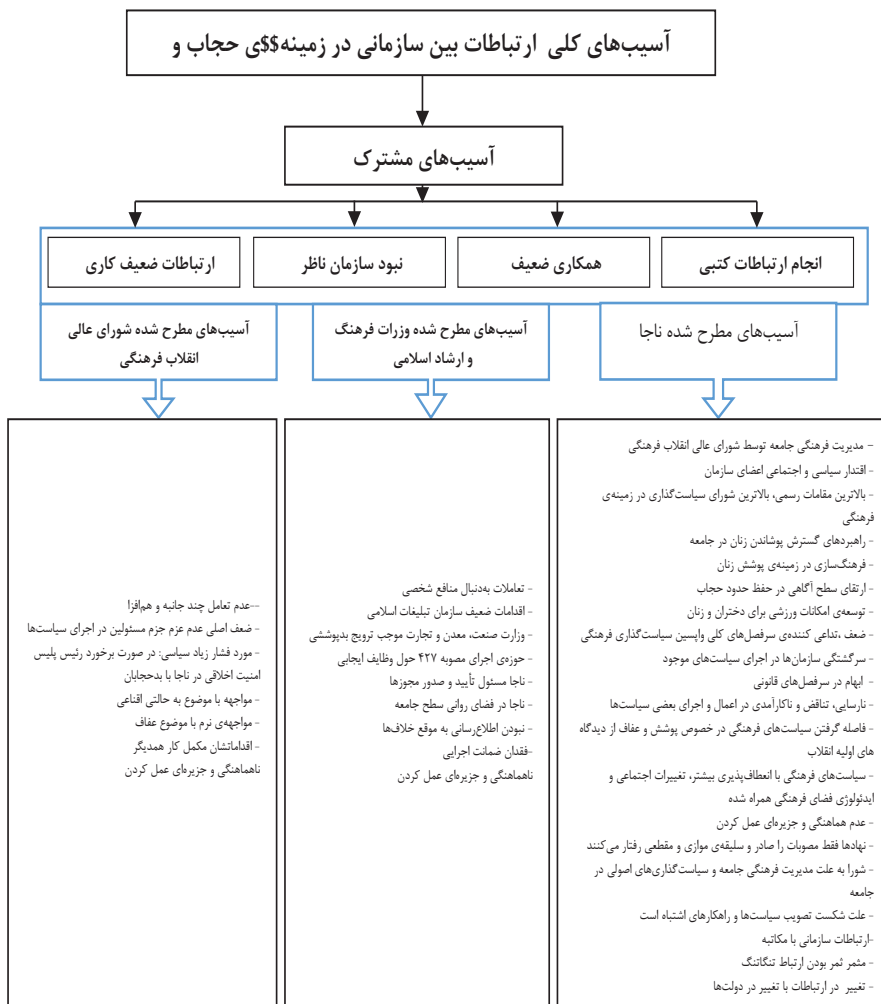 آسیب‌های کلی ارتباطات بین سازمانی در زمینه$$ی حجاب و
آسیب‌های مشترک
انجام ارتباطات کتبی
همکاری ضعیف
نبود سازمان ناظر
ارتباطات ضعیف کاری
آسیب‌های مطرح شده ناجا
آسیب‌های مطرح شده وزرات فرهنگ
و ارشاد اسلامی
آسیب‌های مطرح شده شورای عالی
انقلاب فرهنگی
- مدیریت فرهنگی جامعه توسط شورای عالی انقلاب فرهنگی
- اقتدار سیاسی و اجتماعی اعضای سازمان
- بالاترین مقامات رسمی، بالاترین شورای سیاست‌گذاری در زمینه‌ی
فرهنگی
- راهبردهای گسترش پوشاندن زنان در جامعه
- فرهنگ‌سازی در زمینه‌ی پوشش زنان
- ارتقای سطح آگاهی در حفظ حدود حجاب
- توسعه‌ی امکانات ورزشی برای دختران و زنان
- ضعف ،تداعی کننده‌ی سرفصل‌های کلی واپسین سیاست‌گذاری فرهنگی
- سرگشتگی سازمان‌ها در اجرای سیاست‌های موجود
- ابهام در سرفصل‌های قانونی
- نارسایی، تناقض و ناکارآمدی در اعمال و اجرای بعضی سیاست‌ها
- فاصله گرفتن سیاست‌های فرهنگی در خصوص پوشش و عفاف از دیدگاه
های اولیه انقلاب
- سیاست‌های فرهنگی با انعطاف‌پذیری بیشتر، تغییرات اجتماعی و
ایدئولوژی فضای فرهنگی همراه شده
- عدم هماهنگی و جزیره‌ای عمل کردن
- نهادها فقط مصوبات را صادر و سلیقه‌ی موازی و مقطعی رفتار می‌کنند
- شورا به علت مدیریت فرهنگی جامعه و سیاست‌گذاری‌های اصولی در
جامعه
- علت شکست تصویب سیاست‌ها و راهکارهای اشتباه است
-ارتباطات سازمانی با مکاتبه
- مثمر ثمر بودن ارتباط تنگاتنگ
- تغییر در ارتباطات با تغییر در دولت‌ها
- تعاملات به‌دنبال منافع شخصی
- اقدامات ضعیف سازمان تبلیغات اسلامی
- وزارت صنعت، معدن و تجارت موجب ترویج بدپوششی
- حوزه‌ی اجرای مصوبه ۴۲۷ حول وظایف ایجابی
- ناجا مسئول تأیید و صدور مجوزها
- ناجا در فضای روانی سطح جامعه
- نبودن اطلاع‌رسانی به موقع خلاف‌ها
-فقدان ضمانت اجرایی
ناهماهنگی و جزیره‌ای عمل کردن
--عدم تعامل چند جانبه و هم‌افزا
- ضعف اصلی عدم عزم جزم مسئولین در اجرای سیاست‌ها
- مورد فشار زیاد سیاسی: در صورت برخورد رئیس پلیس
امنیت اخلاقی در ناجا با بدحجابان
- مواجهه با موضوع به حالتی اقناعی
- مواجهه‌ی نرم با موضوع عفاف
- اقداماتشان مکمل کار همدیگر
ناهماهنگی و جزیره‌ای عمل کردن